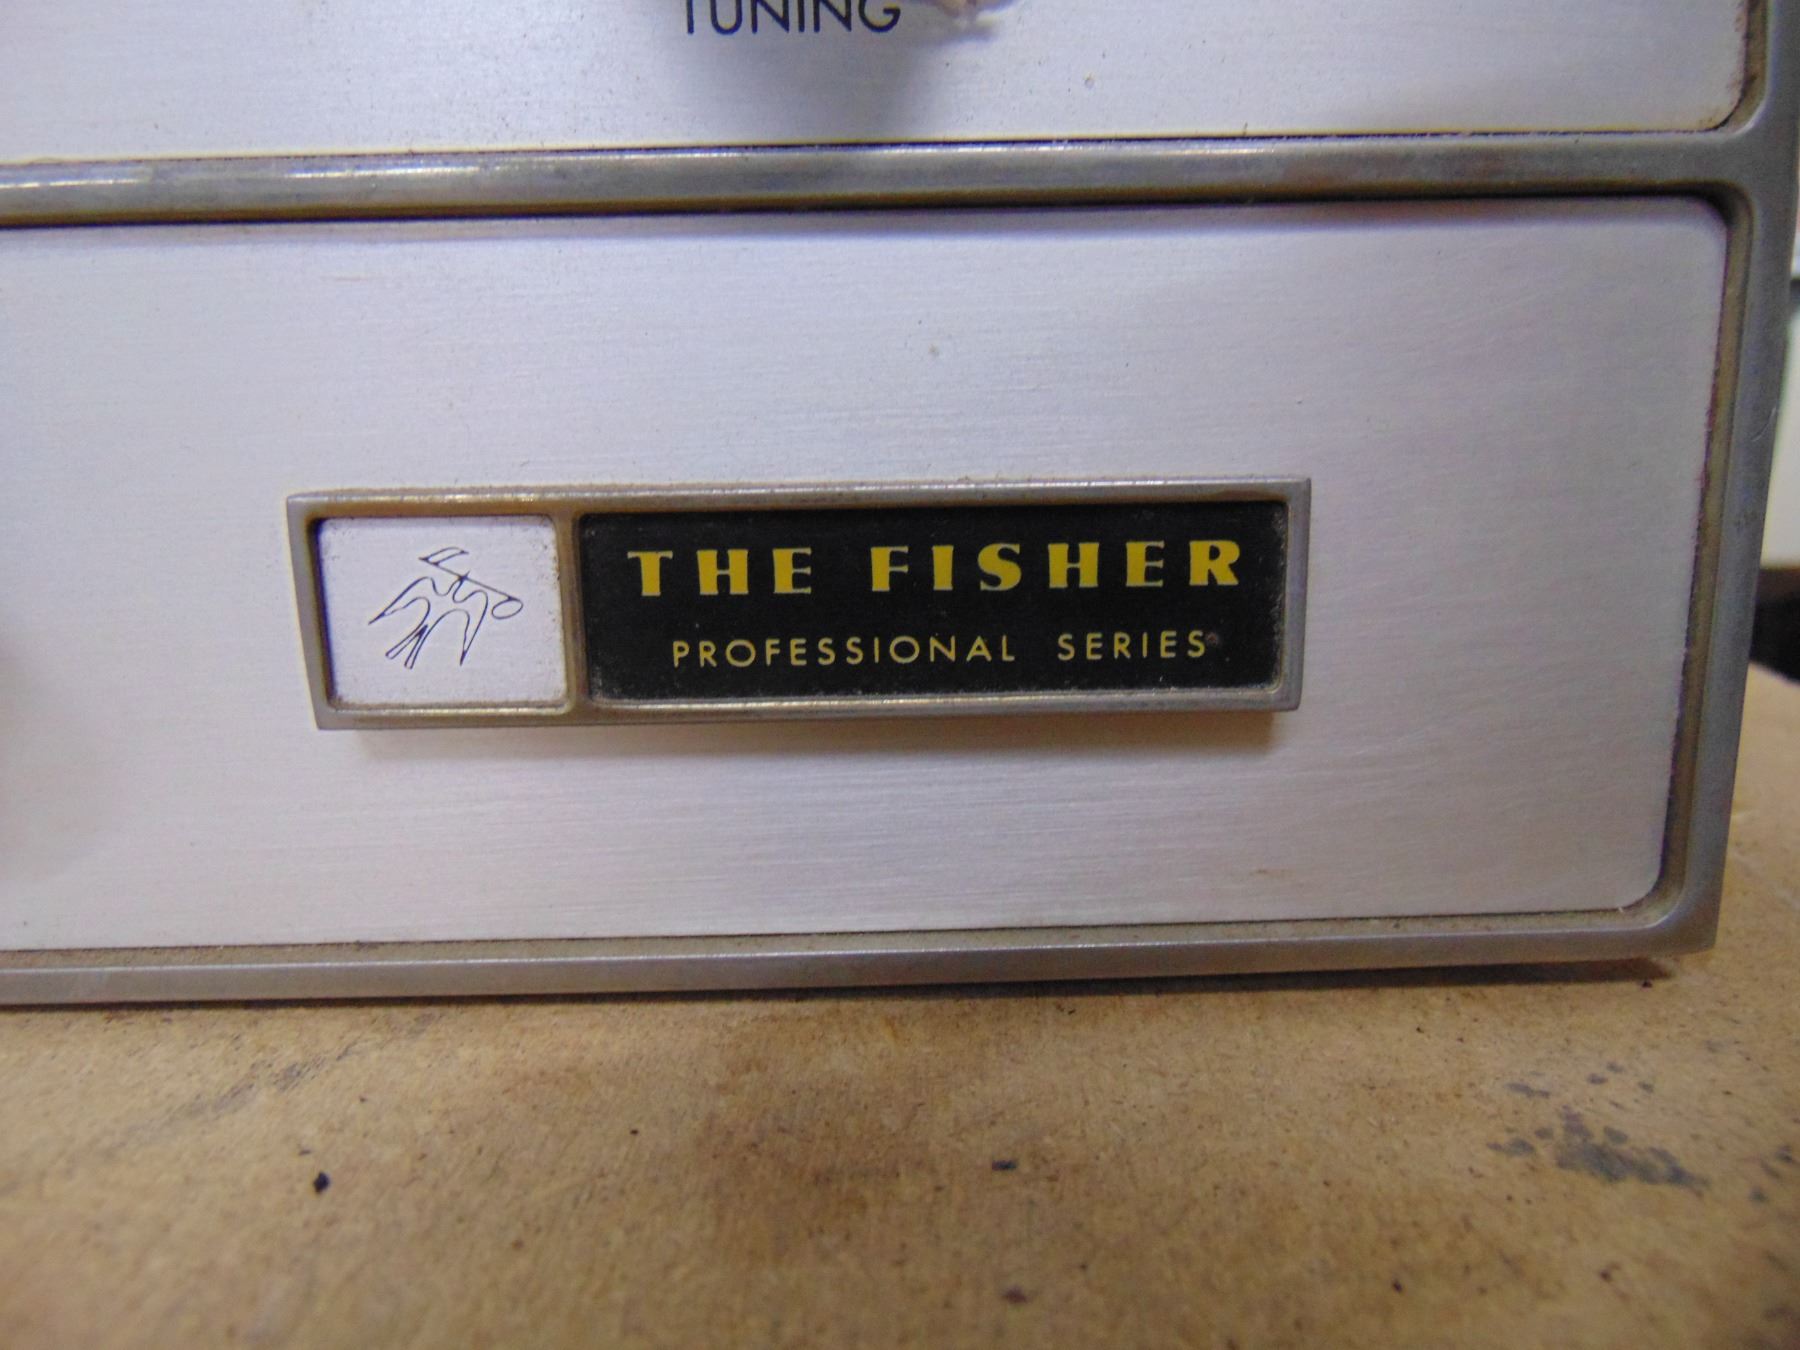 TUNING
THE FISHER
PROFESSIONAL SERIES